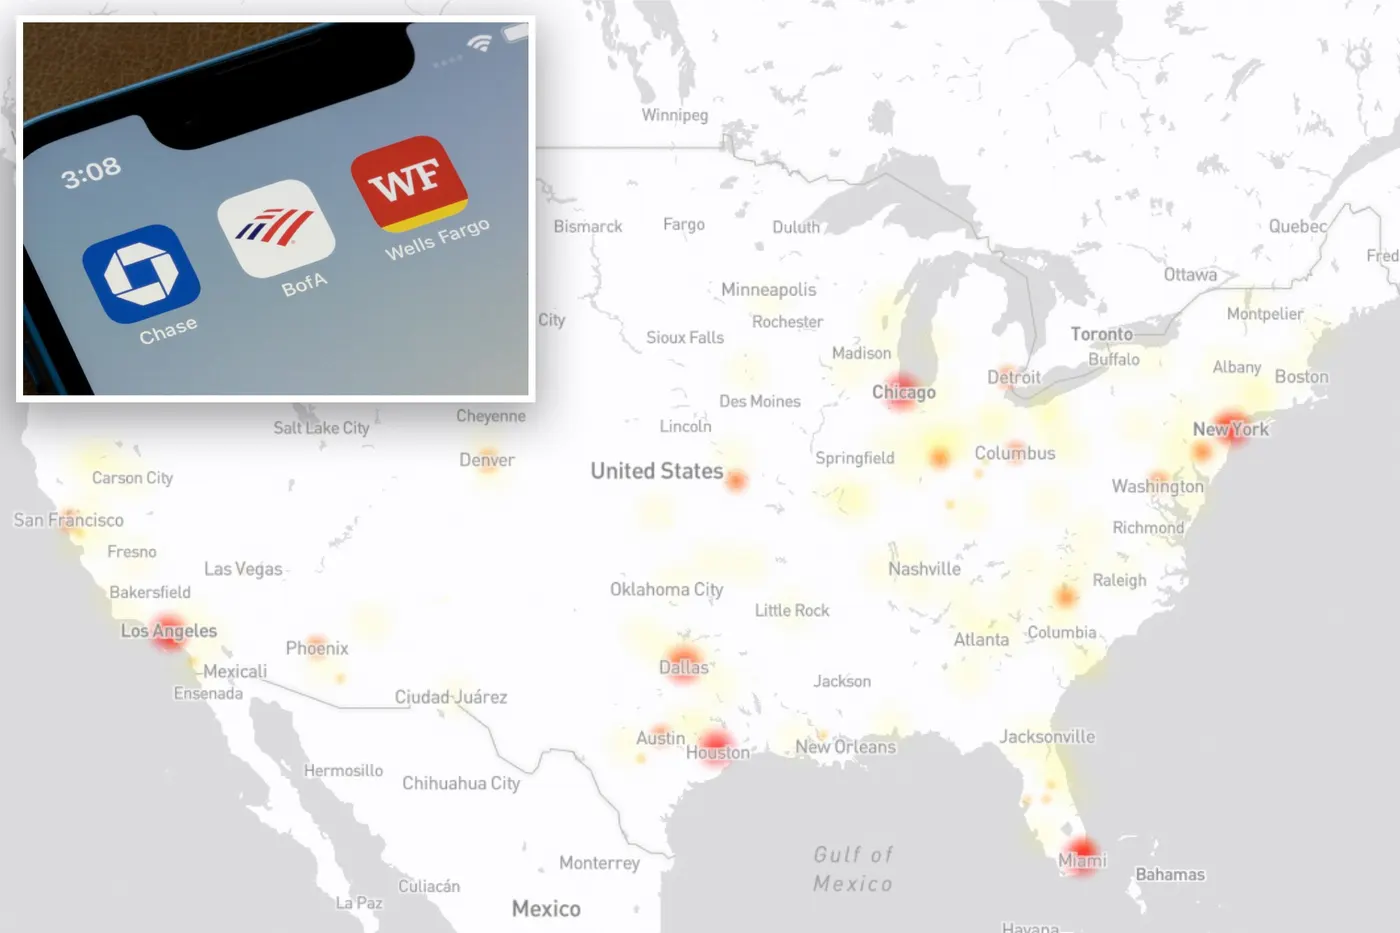 3:08
WF
Chase
BofA
Wells Fargo
Winnipeg
Bismarck
Fargo
Duluth
Quebec
Fred
Ottawa
Minneapolis
City
Rochester
Montpelier
Sioux Falls
Toronto
Madison
Buffalo
Detroit
Albany
Boston
Chicago
Des Moines
Cheyenne
Salt Lake City
Lincoln
New York
Denver
United States
Springfield
Columbus
Carson City
Washington
San Francisco
Richmond
Fresno
Las Vegas
Nashville
Bakersfield
Oklahoma City
Raleigh
Little Rock
Los Angeles
Atlanta
Columbia
Phoenix
Dallas
Mexicali
Jackson
Ensenada
Ciudad Juárez
Austin
Houston
New Orleans
Jacksonville
Hermosillo
Chihuahua City
Gulf of
Mexico
Monterrey
Miami
Bahamas
Culiacán
La Paz
Mexico
Havana